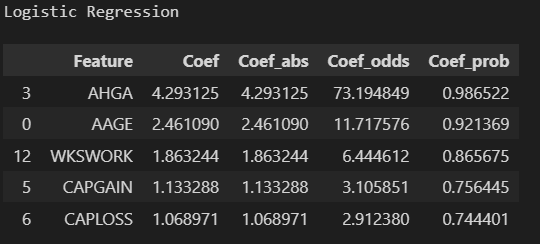 Logistic Regression
Feature Coef Coef_abs Coef_odds Coef_prob
3 AHGA 4.293125 4.293125 73.194849 0.986522
0 AAGE 2.461090 2.461090 11.717576 0.921369
12 WKSWORK 1.863244 1.863244 6.444612 0.865675
5 CAPGAIN 1.133288 1.133288 3.105851 0.756445
6 CAPLOSS 1.068971 1.068971 2.912380 0.744401